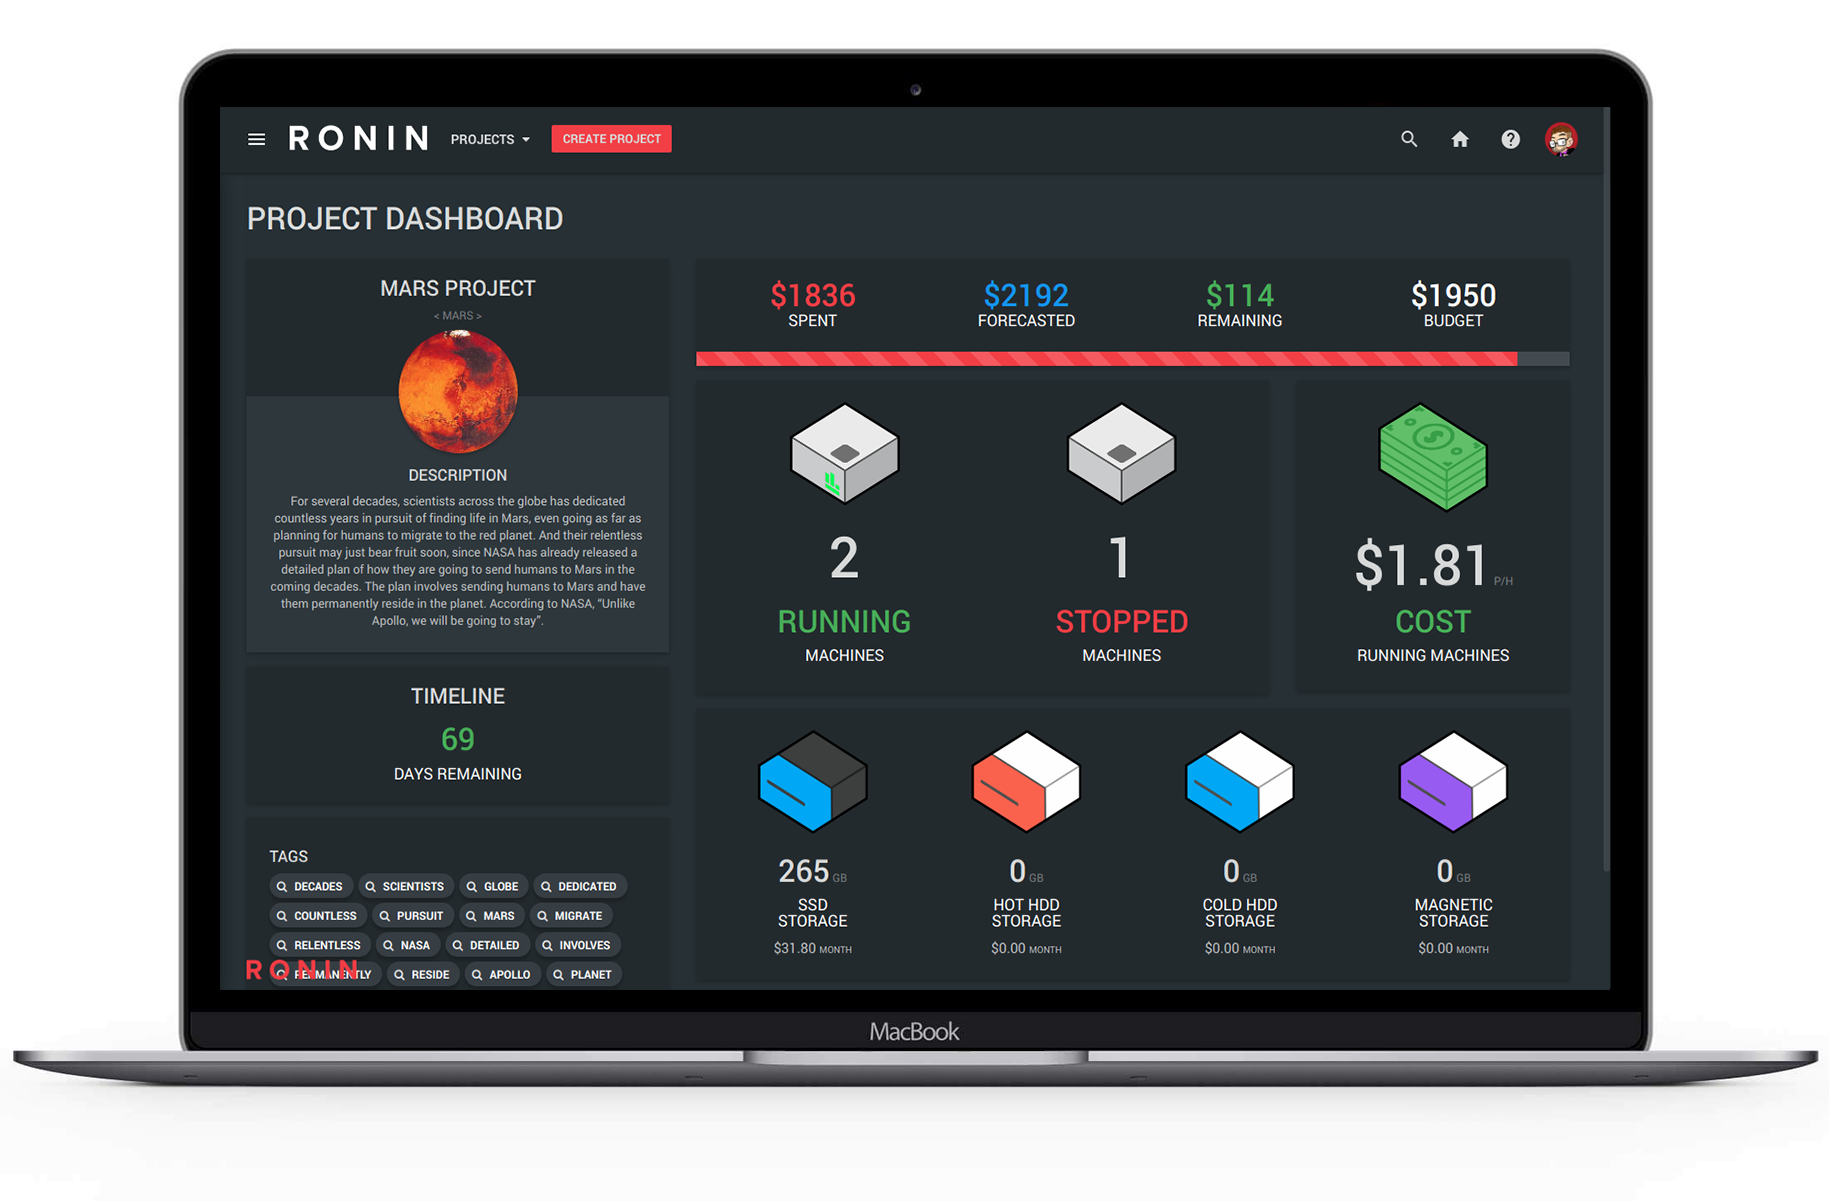 RONIN PROJECTS CREATE PROJECT
PROJECT DASHBOARD
MARS PROJECT
< MARS >
DESCRIPTION
For several decades, scientists across the globe has dedicated
countless years in pursuit of finding life in Mars, even going as far as
planning for humans to migrate to the red planet. And their relentless
pursuit may just bear fruit soon, since NASA has already released a
detailed plan of how they are going to send humans to Mars in the
coming decades. The plan involves sending humans to Mars and have
them permanently reside in the planet. According to NASA, “Unlike
Apollo, we will be going to stay”.
TIMELINE
69
DAYS REMAINING
TAGS
DECADES SCIENTISTS GLOBE DEDICATED
COUNTLESS PURSUIT MARS MIGRATE
RELENTLESS NASA DETAILED INVOLVES
PERMANENTLY RESIDE APOLLO PLANET
RONIN
$1836 $2192 $114 $1950
SPENT FORECASTED REMAINING BUDGET
2 1 $1.81 P/H
RUNNING STOPPED COST
MACHINES MACHINES RUNNING MACHINES
265 GB 0 GB 0 GB 0 GB
SSD HOT HDD COLD HDD MAGNETIC
STORAGE STORAGE STORAGE STORAGE
$31.80 MONTH $0.00 MONTH $0.00 MONTH $0.00 MONTH
MacBook